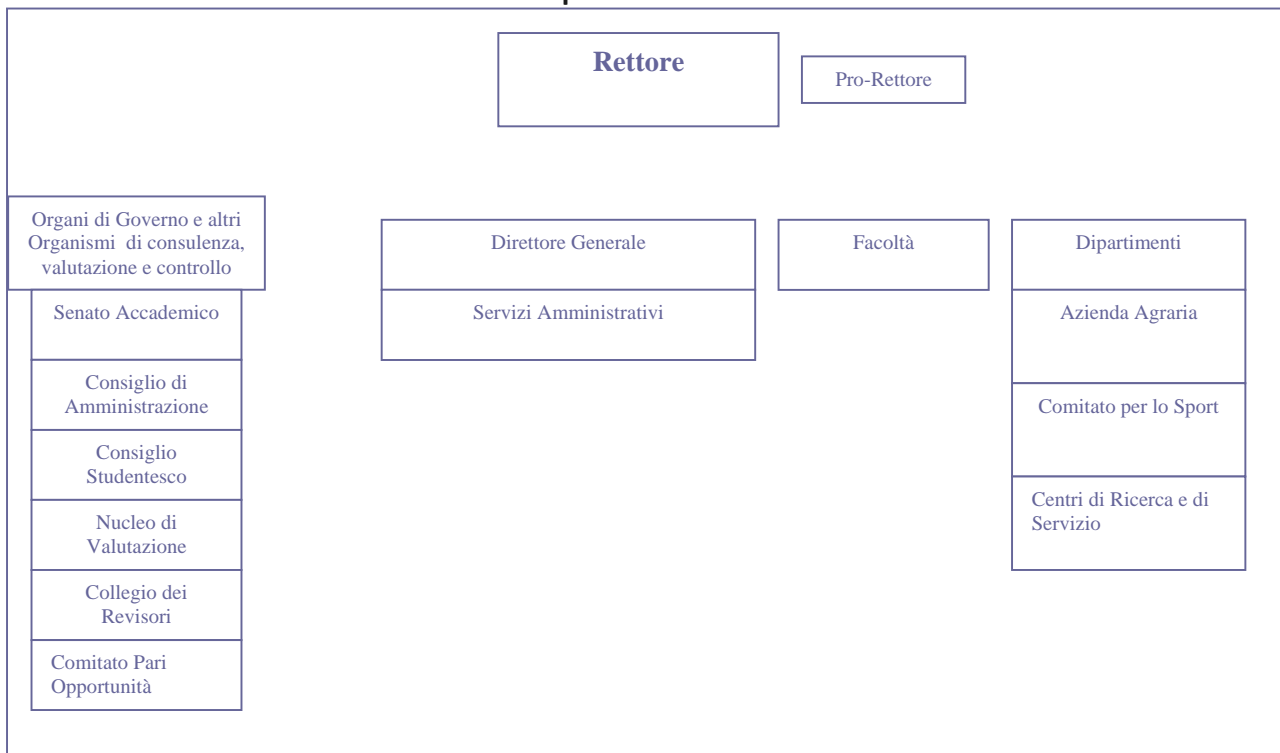 Rettore
Pro-Rettore
Organi di Governo e altri
Organismi di consulenza,
valutazione e controllo
Senato Accademico
Consiglio di
Amministrazione
Consiglio
Studentesco
Nucleo di
Valutazione
Collegio dei
Revisori
Comitato Pari
Opportunità
Direttore Generale
Servizi Amministrativi
Facoltà
Dipartimenti
Azienda Agraria
Comitato per lo Sport
Centri di Ricerca e di
Servizio